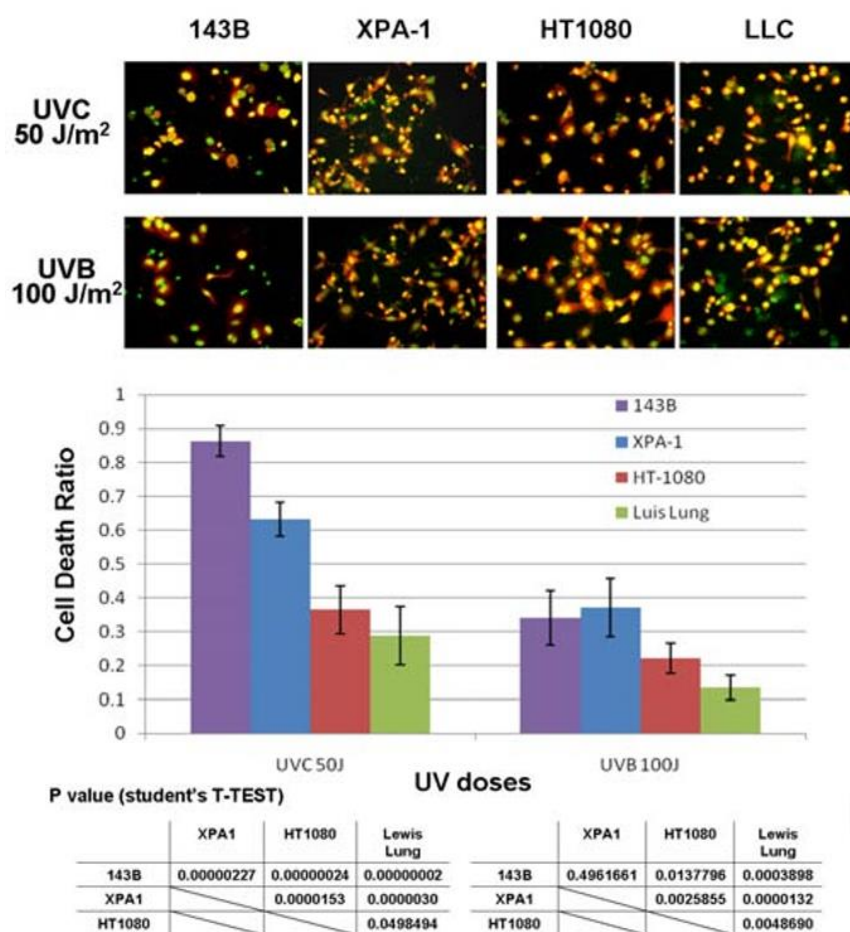 143B XPA-1 HT1080 LLC
UVC
50 J/m²
UVB
100 J/m²
1
0.9
0.8
0.7
0.6
0.5
0.4
0.3
0.2
0.1
0
Cell Death Ratio
143B
XPA-1
HT-1080
Luis Lung
UVC 50J UVB 100J
UV doses
P value (student's T-TEST)
XPA1 HT1080 Lewis Lung
143B 0.00000227 0.00000024 0.00000002
XPA1 0.0000153 0.0000030
HT1080 0.0498494
XPA1 HT1080 Lewis Lung
143B 0.4961661 0.0137796 0.0003898
XPA1 0.0025855 0.0000132
HT1080 0.0048690